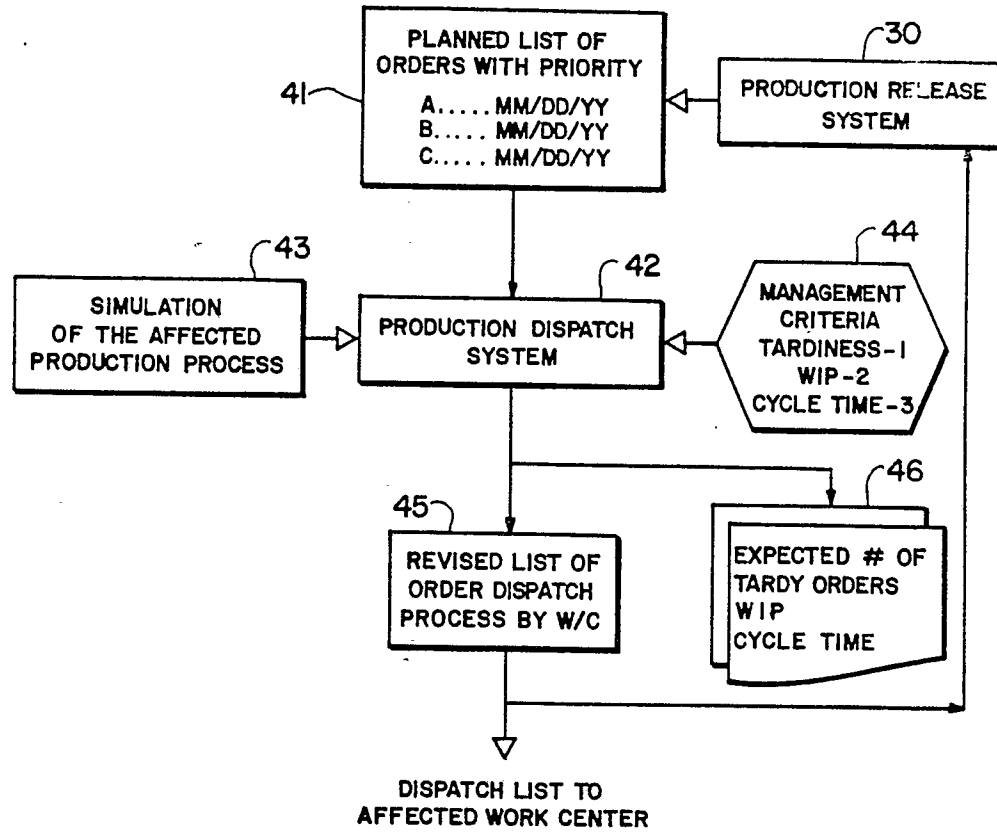 PLANNED LIST OF
ORDERS WITH PRIORITY
A..... MM/DD/YY
B..... MM/DD/YY
C..... MM/DD/YY
41
30
PRODUCTION RELEASE
SYSTEM
43
SIMULATION
OF THE AFFECTED
PRODUCTION PROCESS
42
PRODUCTION DISPATCH
SYSTEM
44
MANAGEMENT
CRITERIA
TARDINESS-1
WIP-2
CYCLE TIME-3
45
REVISED LIST OF
ORDER DISPATCH
PROCESS BY W/C
46
EXPECTED # OF
TARDY ORDERS
WIP
CYCLE TIME
DISPATCH LIST TO
AFFECTED WORK CENTER